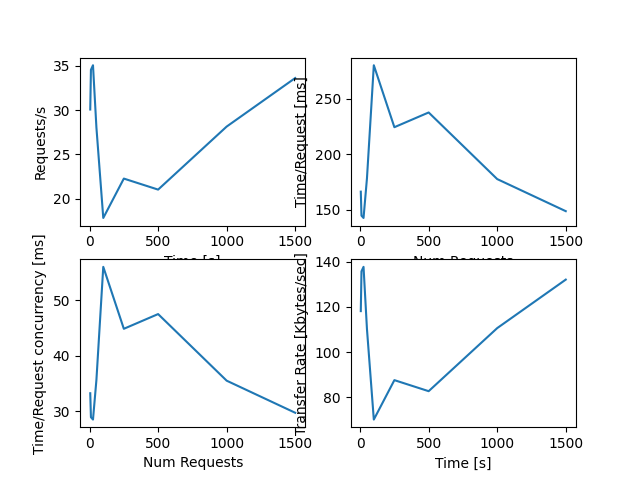 35
30
25
20
Requests/s
0 500 1000 1500
Time [s]
250
200
150
Time/Request [ms]
0 500 1000 1500
Num Requests
50
40
30
Time/Request concurrency [ms]
0 500 1000 1500
Num Requests
140
120
100
80
Transfer Rate [Kbytes/sec]
0 500 1000 1500
Time [s]